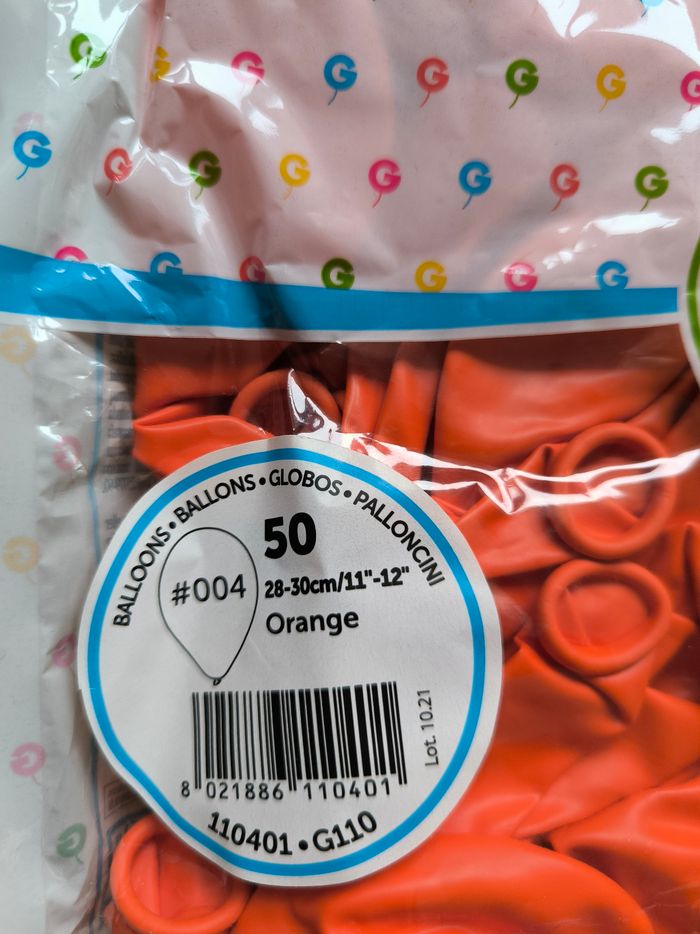 G G G G G G G G
G G G G G G G G
G G G G G G G
BALLOONS • BALLONS • GLOBOS • PALLONCINI
50
#004
28-30cm/11"-12"
Orange
Lot. 10.21
8 021886 110401
110401 • G110